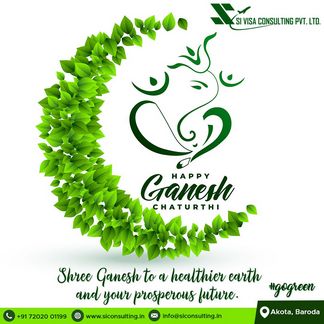 SI VISA CONSULTING PVT. LTD.
HAPPY
Ganesh
CHATURTHI
Shree Ganesh to a healthier earth
and your prosperous future.
#gogreen
+91 72020 01199
www.siconsulting.in
info@siconsulting.in
Akota, Baroda